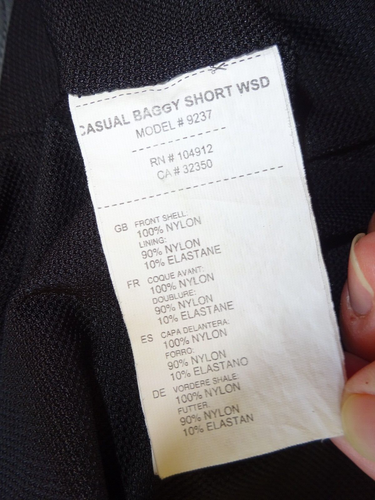 CASUAL BAGGY SHORT WSD
MODEL # 9237
RN # 104912
CA # 32350
GB FRONT SHELL:
100% NYLON
LINING:
90% NYLON
10% ELASTANE
FR COQUE AVANT:
100% NYLON
DOUBLURE:
90% NYLON
10% ELASTANE
ES CAPA DELANTERA:
100% NYLON
FORRO:
90% NYLON
10% ELASTANO
DE VORDERE SHALE:
100% NYLON
FUTTER:
90% NYLON
10% ELASTAN